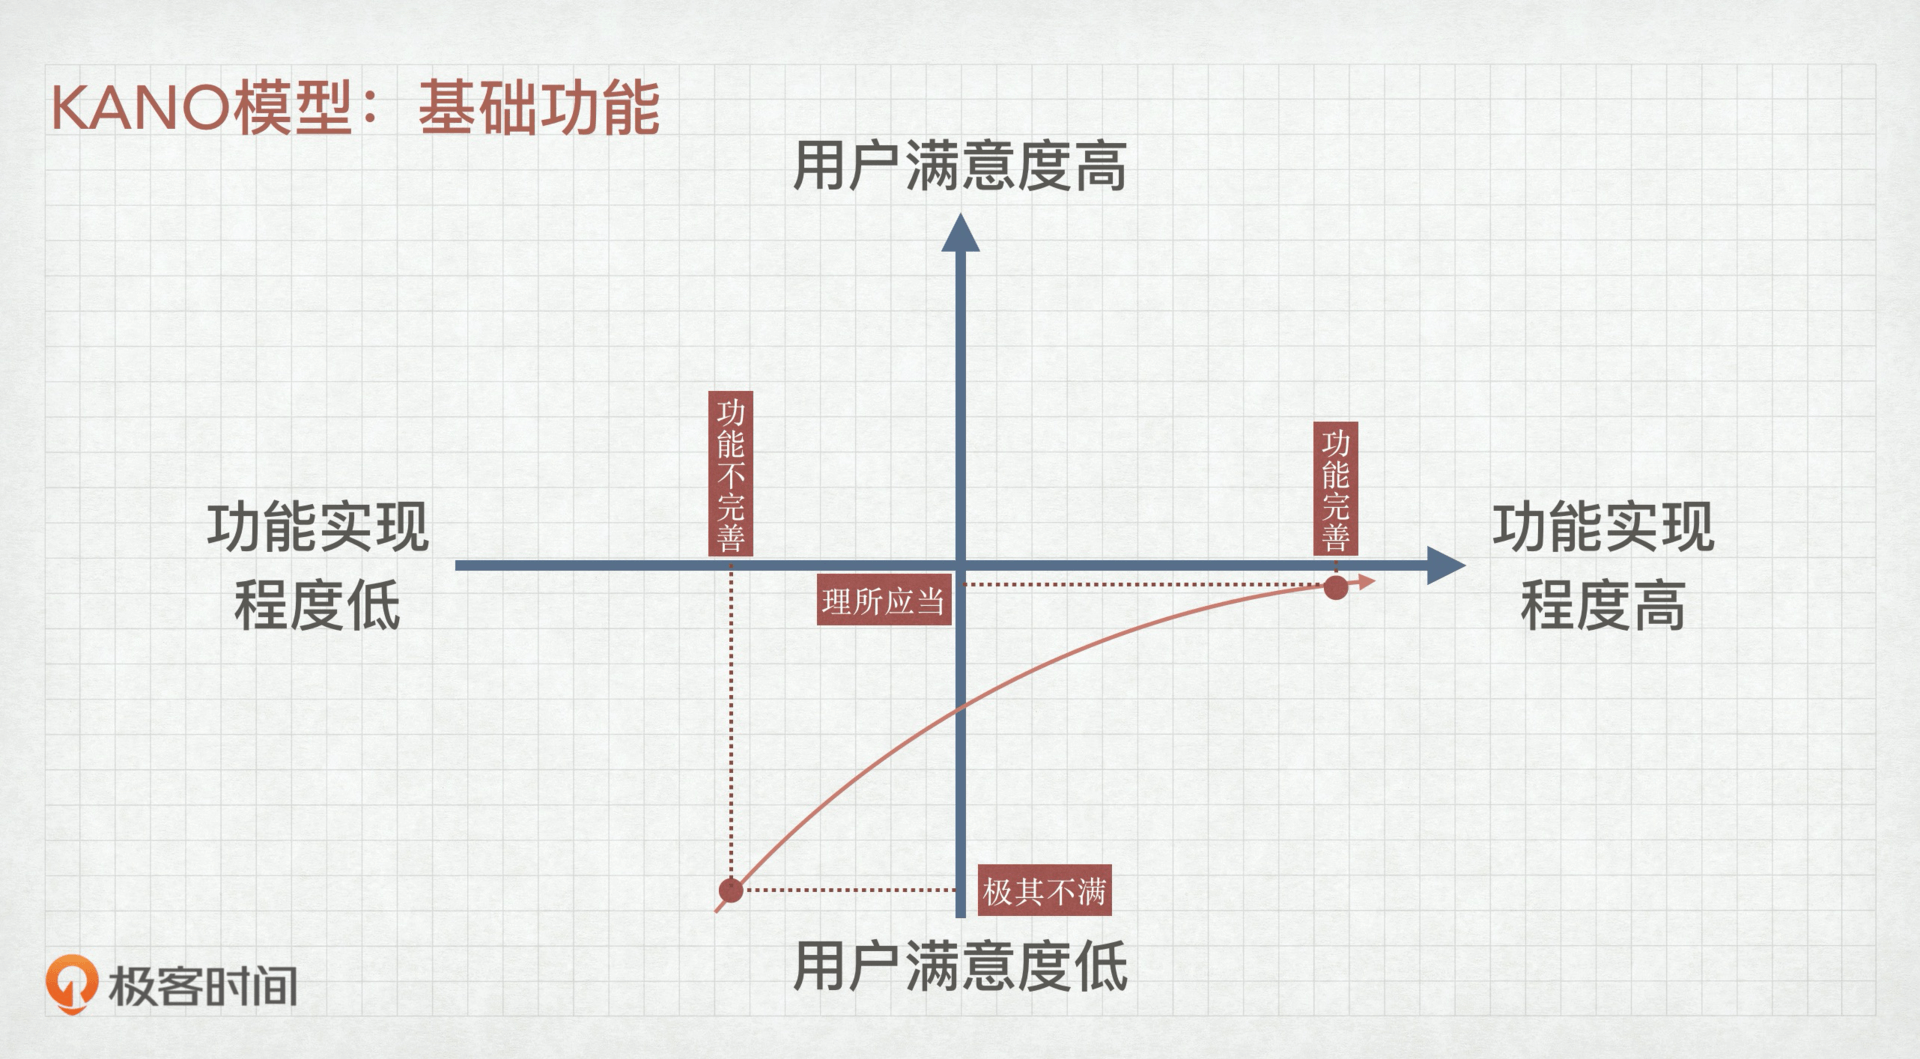 KANO模型：基础功能
用户满意度高
功能不完善
功能完善
功能实现
程度低
功能实现
程度高
理所应当
极其不满
用户满意度低
极客时间